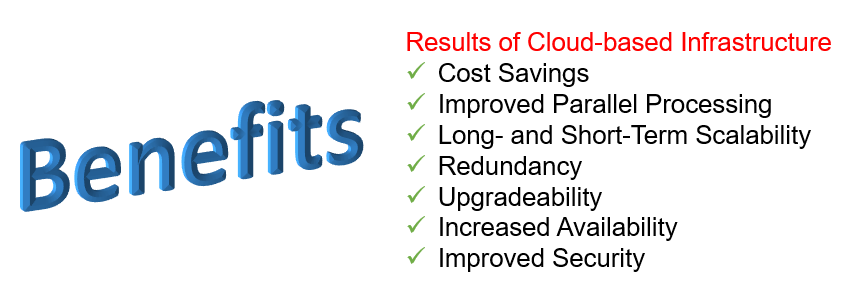 Benefits
Results of Cloud-based Infrastructure
✓ Cost Savings
✓ Improved Parallel Processing
✓ Long- and Short-Term Scalability
✓ Redundancy
✓ Upgradeability
✓ Increased Availability
✓ Improved Security